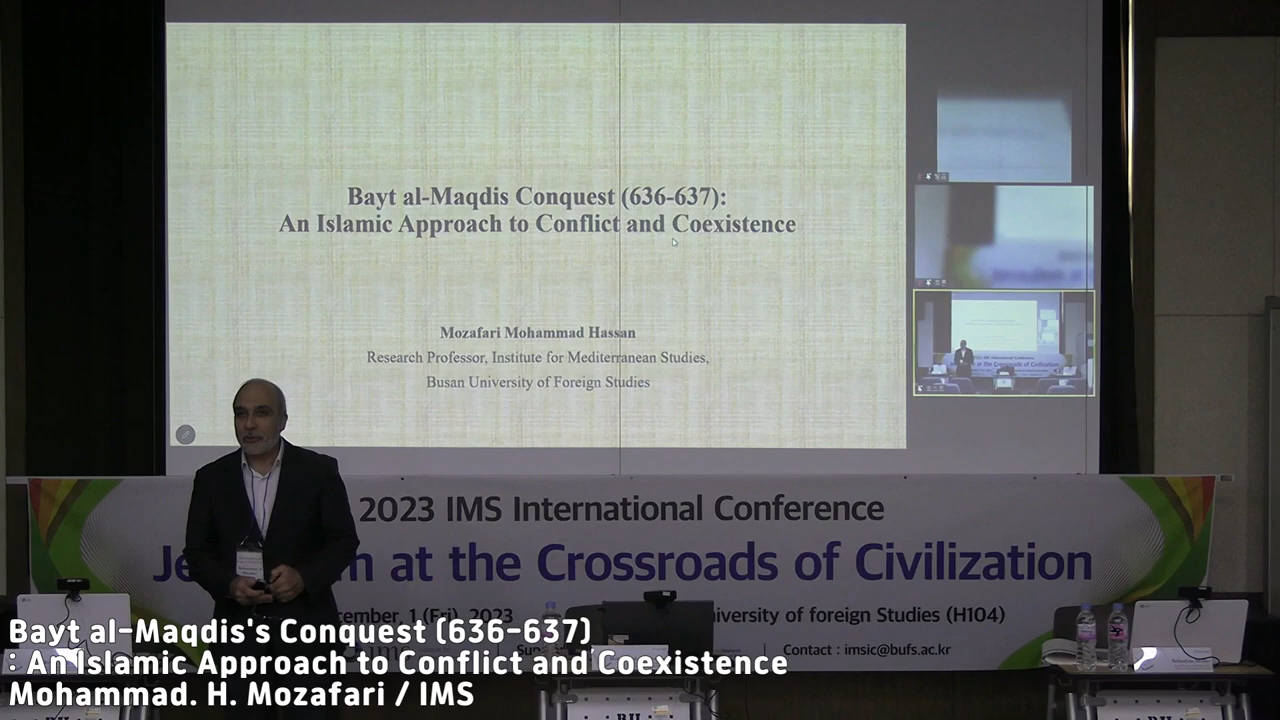 Bayt al-Maqdis Conquest (636-637):
An Islamic Approach to Conflict and Coexistence
Mozafari Mohammad Hassan
Research Professor, Institute for Mediterranean Studies,
Busan University of Foreign Studies
2023 IMS International Conference
at the Crossroads of Civilization
1 (Fri), 2023
of foreign Studies (H104)
Contact : imsic@bufs.ac.kr
Bayt al-Maqdis's Conquest (636-637)
: An Islamic Approach to Conflict and Coexistence
Mohammad. H. Mozafari / IMS